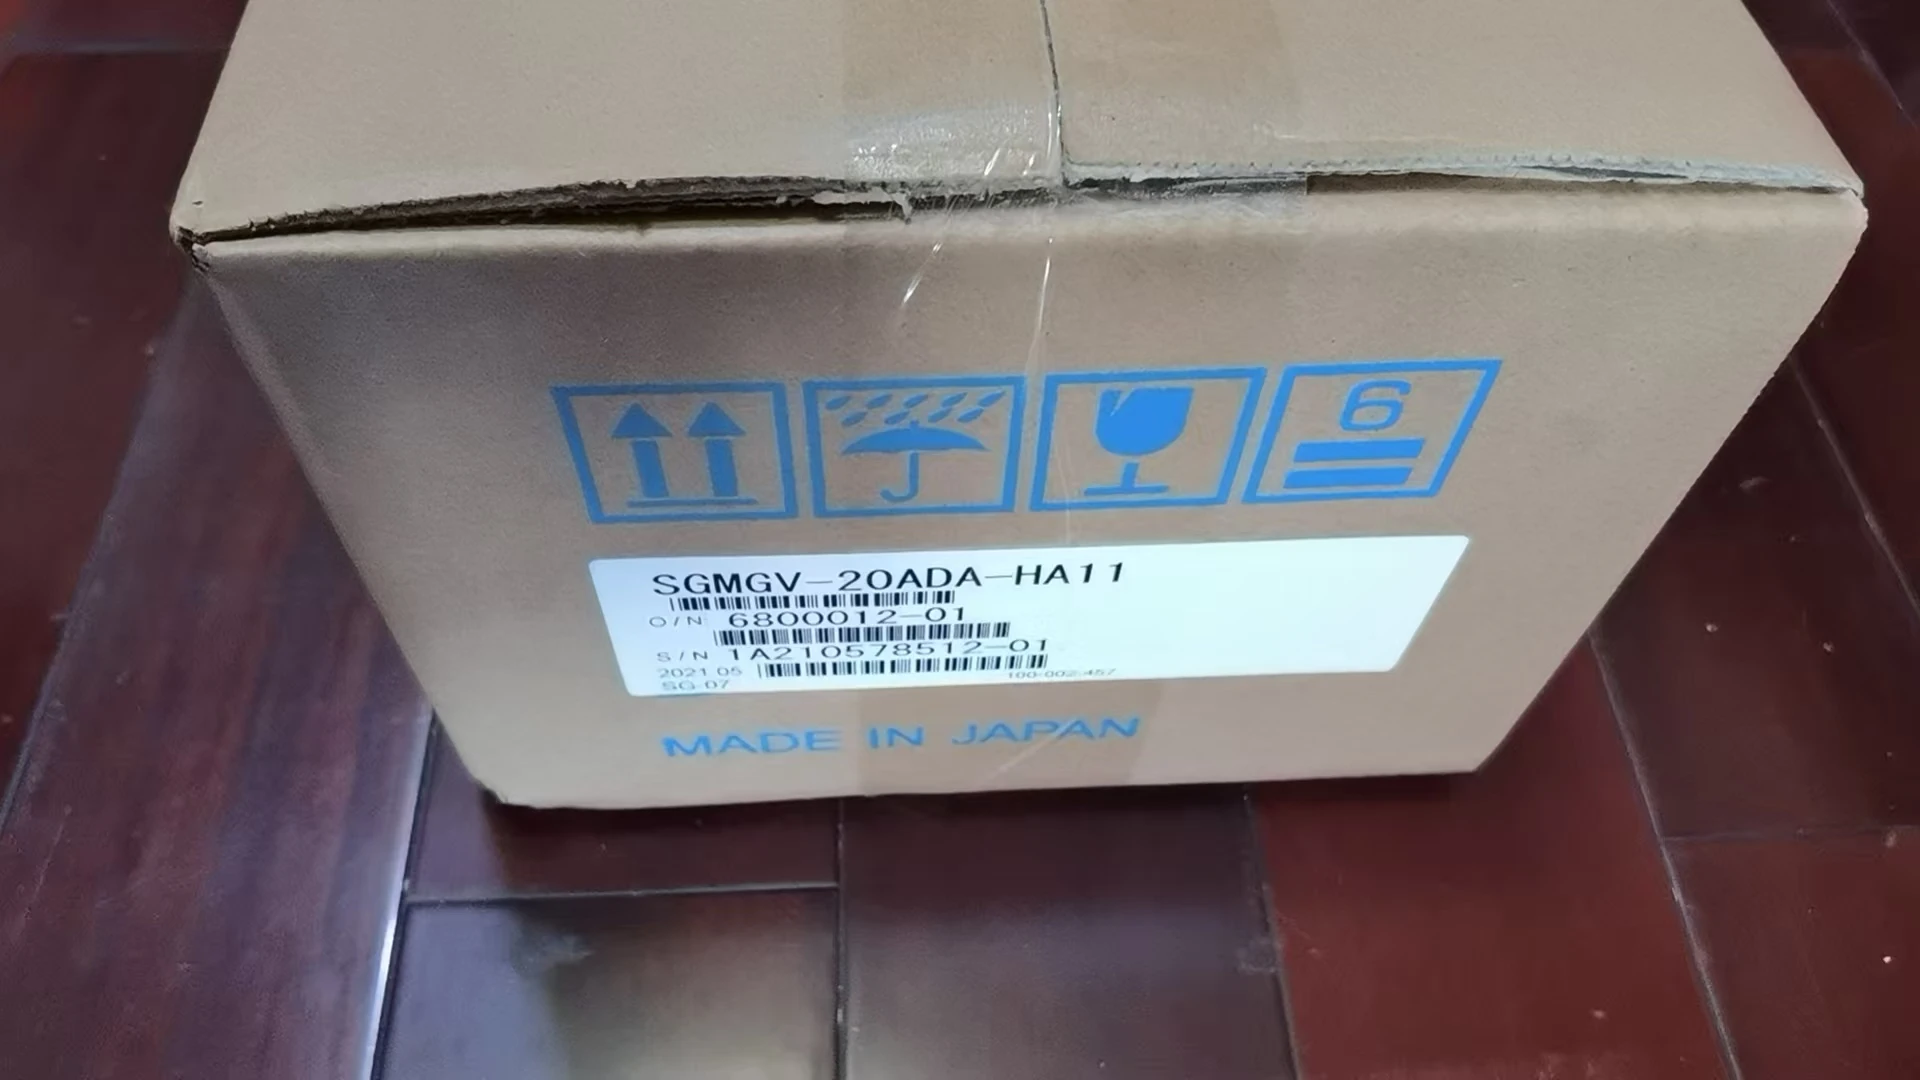 6
SGMGV-20ADA-HA11
O/N 6800012-01
S/N 1A210578512-01
2021 05
SG-07
100-002-457
MADE IN JAPAN